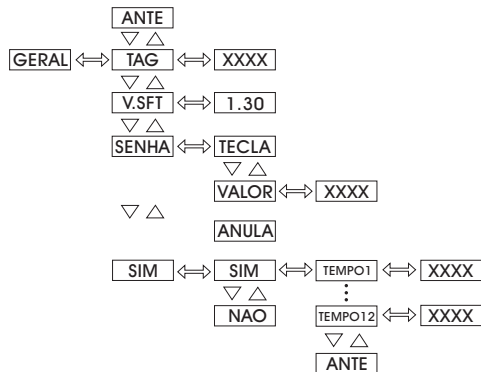 ANTE
GERAL TAG XXXX
V.SFT 1.30
SENHA TECLA
VALOR XXXX
ANULA
SIM SIM TEMPO1 XXXX
NAO TEMPO12 XXXX
ANTE